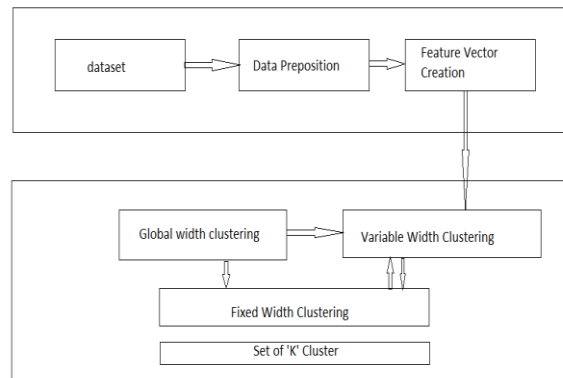 dataset
Data Preposition
Feature Vector
Creation
Global width clustering
Variable Width Clustering
Fixed Width Clustering
Set of 'K' Cluster